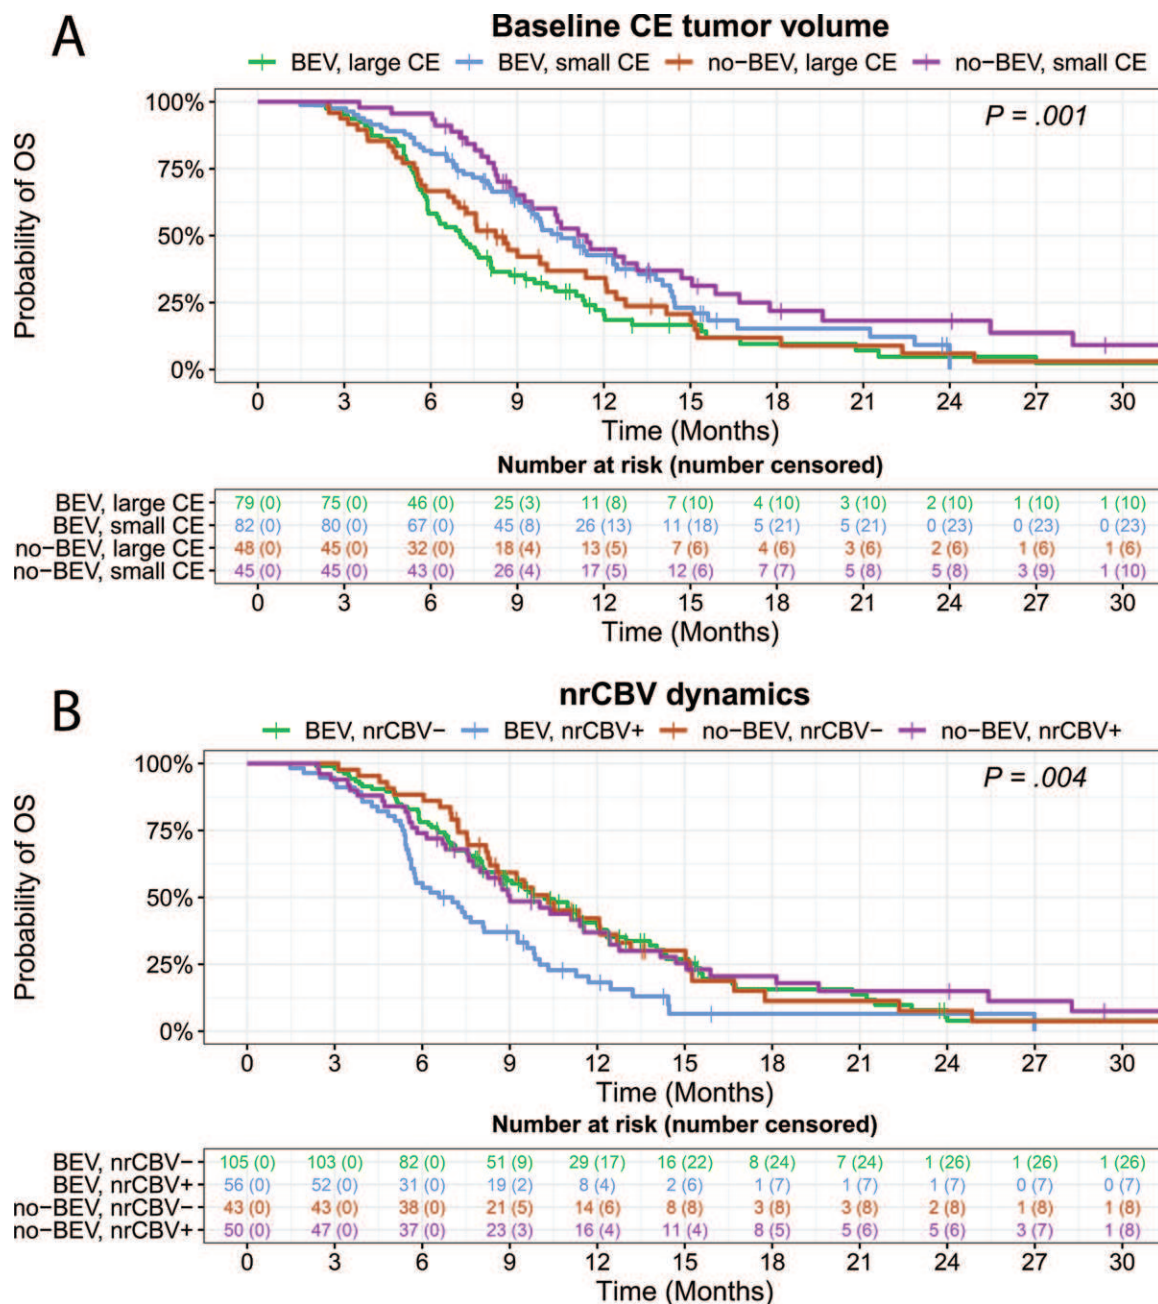 A
Baseline CE tumor volume
BEV, large CE BEV, small CE no-BEV, large CE no-BEV, small CE
P = .001
100%
75%
50%
25%
0%
Probability of OS
0 3 6 9 12 15 18 21 24 27 30
Time (Months)
Number at risk (number censored)
BEV, large CE 79 (0) 75 (0) 46 (0) 25 (3) 11 (8) 7 (10) 4 (10) 3 (10) 2 (10) 1 (10) 1 (10)
BEV, small CE 82 (0) 80 (0) 67 (0) 45 (8) 26 (13) 11 (18) 5 (21) 5 (21) 0 (23) 0 (23) 0 (23)
no-BEV, large CE 48 (0) 45 (0) 32 (0) 18 (4) 13 (5) 7 (6) 4 (6) 3 (6) 2 (6) 1 (6) 1 (6)
no-BEV, small CE 45 (0) 45 (0) 43 (0) 26 (4) 17 (5) 12 (6) 7 (7) 5 (8) 5 (8) 3 (9) 1 (10)
0 3 6 9 12 15 18 21 24 27 30
Time (Months)
B
nrCBV dynamics
BEV, nrCBV− BEV, nrCBV+ no-BEV, nrCBV− no-BEV, nrCBV+
P = .004
100%
75%
50%
25%
0%
Probability of OS
0 3 6 9 12 15 18 21 24 27 30
Time (Months)
Number at risk (number censored)
BEV, nrCBV− 105 (0) 103 (0) 82 (0) 51 (9) 29 (17) 16 (22) 8 (24) 7 (24) 1 (26) 1 (26) 1 (26)
BEV, nrCBV+ 56 (0) 52 (0) 31 (0) 19 (2) 8 (4) 2 (6) 1 (7) 1 (7) 1 (7) 0 (7) 0 (7)
no-BEV, nrCBV− 43 (0) 43 (0) 38 (0) 21 (5) 14 (6) 8 (8) 3 (8) 3 (8) 2 (8) 1 (8) 1 (8)
no-BEV, nrCBV+ 50 (0) 47 (0) 37 (0) 23 (3) 16 (4) 11 (4) 8 (5) 5 (6) 5 (6) 3 (7) 1 (8)
0 3 6 9 12 15 18 21 24 27 30
Time (Months)